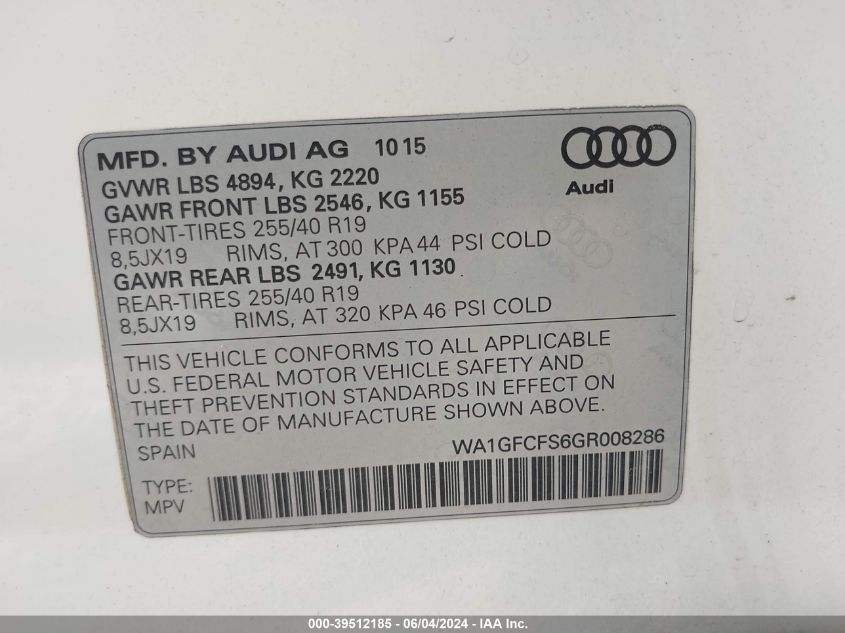 MFD. BY AUDI AG 10 15
GVWR LBS 4894, KG 2220
GAWR FRONT LBS 2546, KG 1155
FRONT-TIRES 255/40 R19
8,5JX19 RIMS, AT 300 KPA 44 PSI COLD
GAWR REAR LBS 2491, KG 1130
REAR-TIRES 255/40 R19
8,5JX19 RIMS, AT 320 KPA 46 PSI COLD
Audi
THIS VEHICLE CONFORMS TO ALL APPLICABLE
U.S. FEDERAL MOTOR VEHICLE SAFETY AND
THEFT PREVENTION STANDARDS IN EFFECT ON
THE DATE OF MANUFACTURE SHOWN ABOVE.
SPAIN WA1GFCFS6GR008286
TYPE:
MPV
000-39512185 - 06/04/2024 - IAA, Inc.